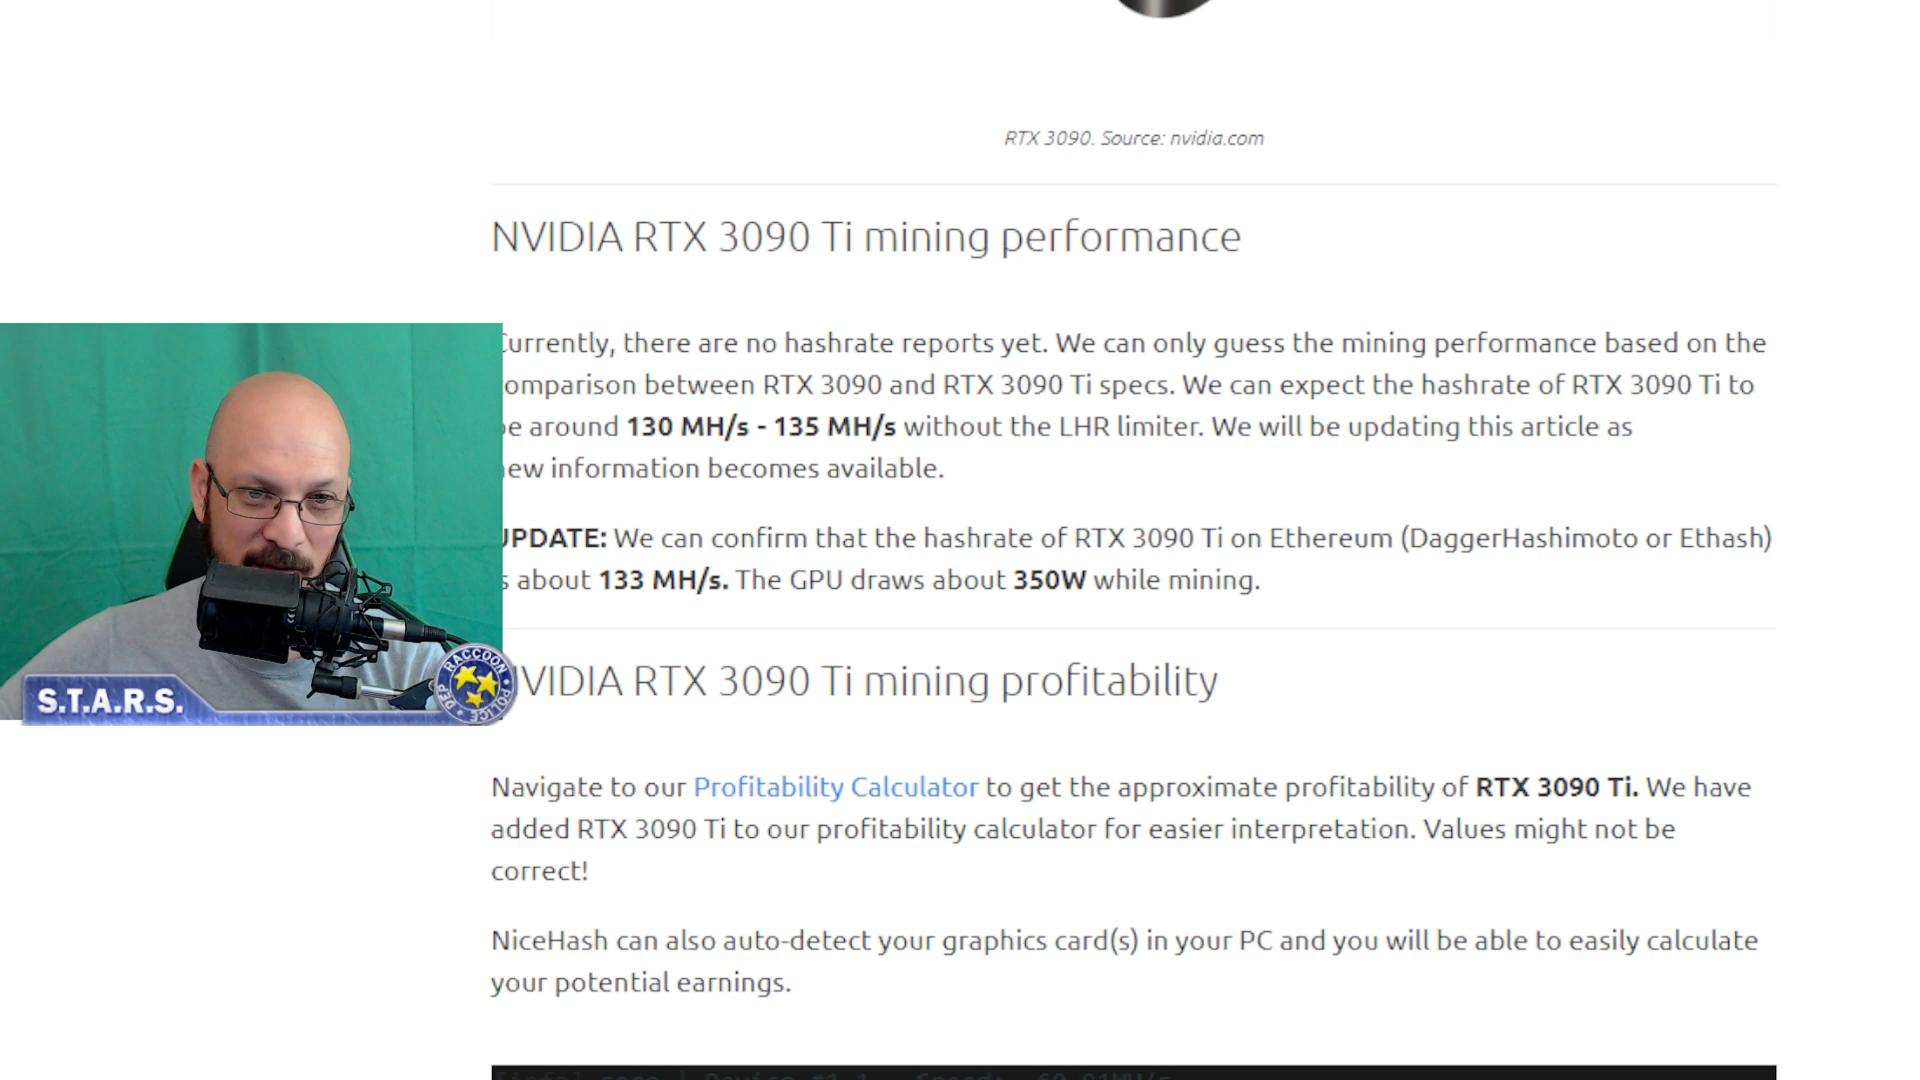 RTX 3090. Source: nvidia.com
NVIDIA RTX 3090 Ti mining performance
Currently, there are no hashrate reports yet. We can only guess the mining performance based on the
comparison between RTX 3090 and RTX 3090 Ti specs. We can expect the hashrate of RTX 3090 Ti to
be around 130 MH/s - 135 MH/s without the LHR limiter. We will be updating this article as
new information becomes available.
UPDATE: We can confirm that the hashrate of RTX 3090 Ti on Ethereum (DaggerHashimoto or Ethash)
s about 133 MH/s. The GPU draws about 350W while mining.
S.T.A.R.S.
RACCOON
POLICE
DEP
NVIDIA RTX 3090 Ti mining profitability
Navigate to our Profitability Calculator to get the approximate profitability of RTX 3090 Ti. We have
added RTX 3090 Ti to our profitability calculator for easier interpretation. Values might not be
correct!
NiceHash can also auto-detect your graphics card(s) in your PC and you will be able to easily calculate
your potential earnings.